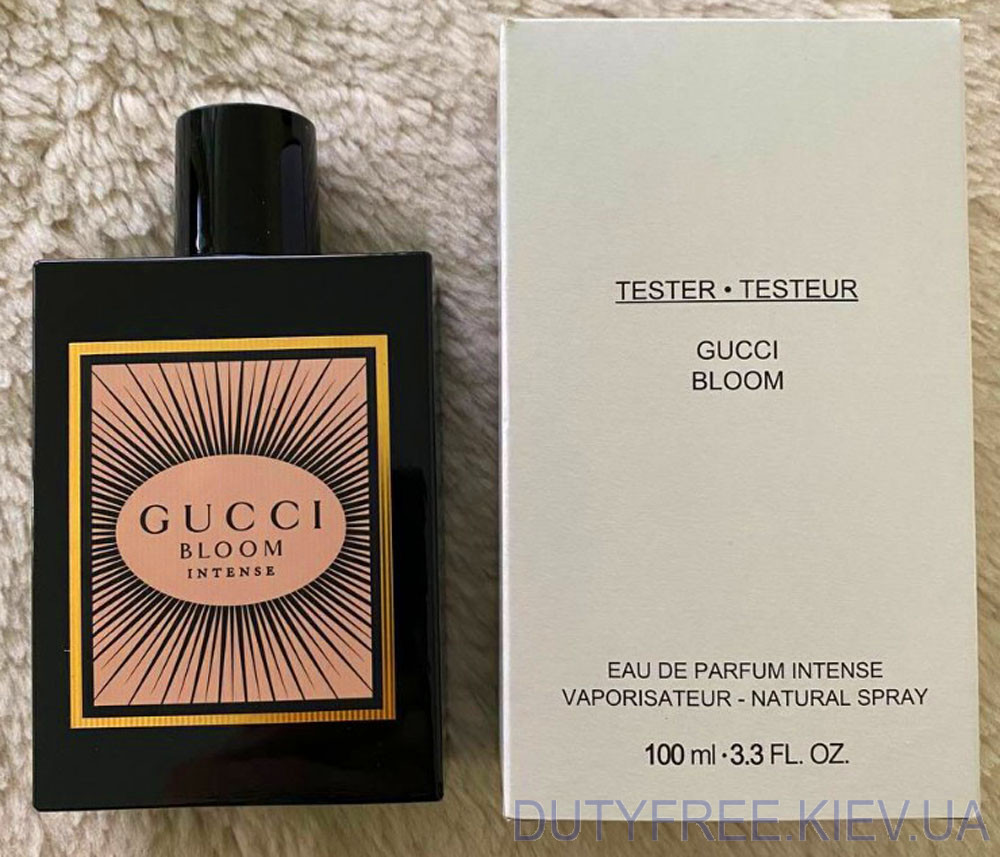 GUCCI
BLOOM
INTENSE
TESTER • TESTEUR
GUCCI
BLOOM
EAU DE PARFUM INTENSE
VAPORISATEUR - NATURAL SPRAY
100 ml · 3.3 FL. OZ.
DUTYFREE.KIEV.UA